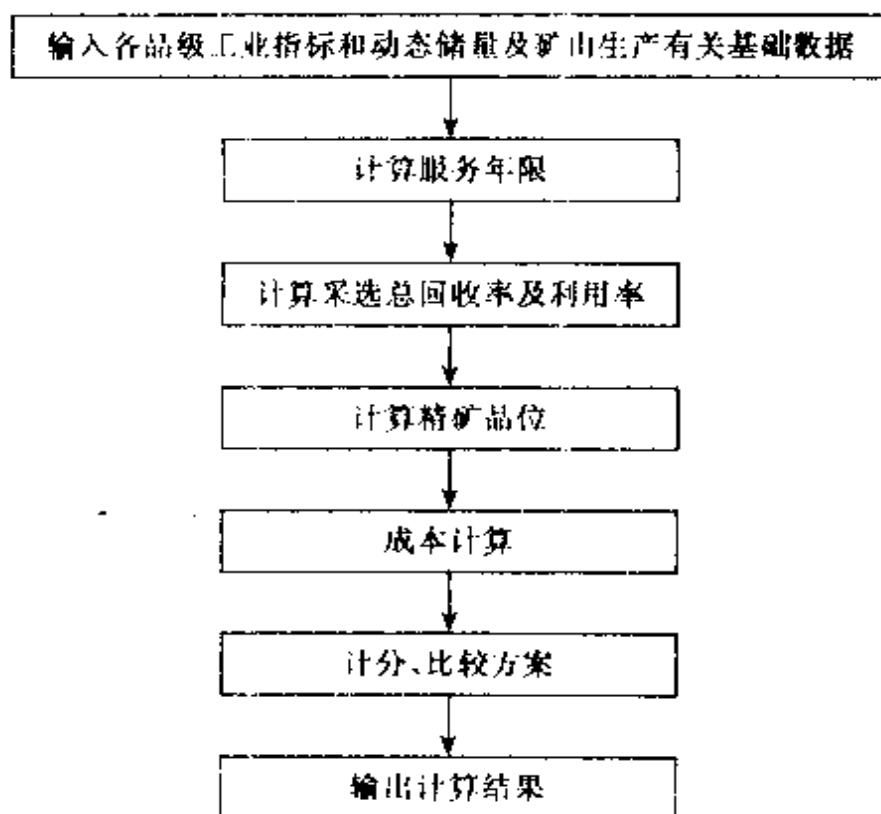 输入各品级工业指标和动态储量及矿山生产有关基础数据
计算服务年限
计算采选总回收率及利用率
计算精矿品位
成本计算
计分、比较方案
输出计算结果